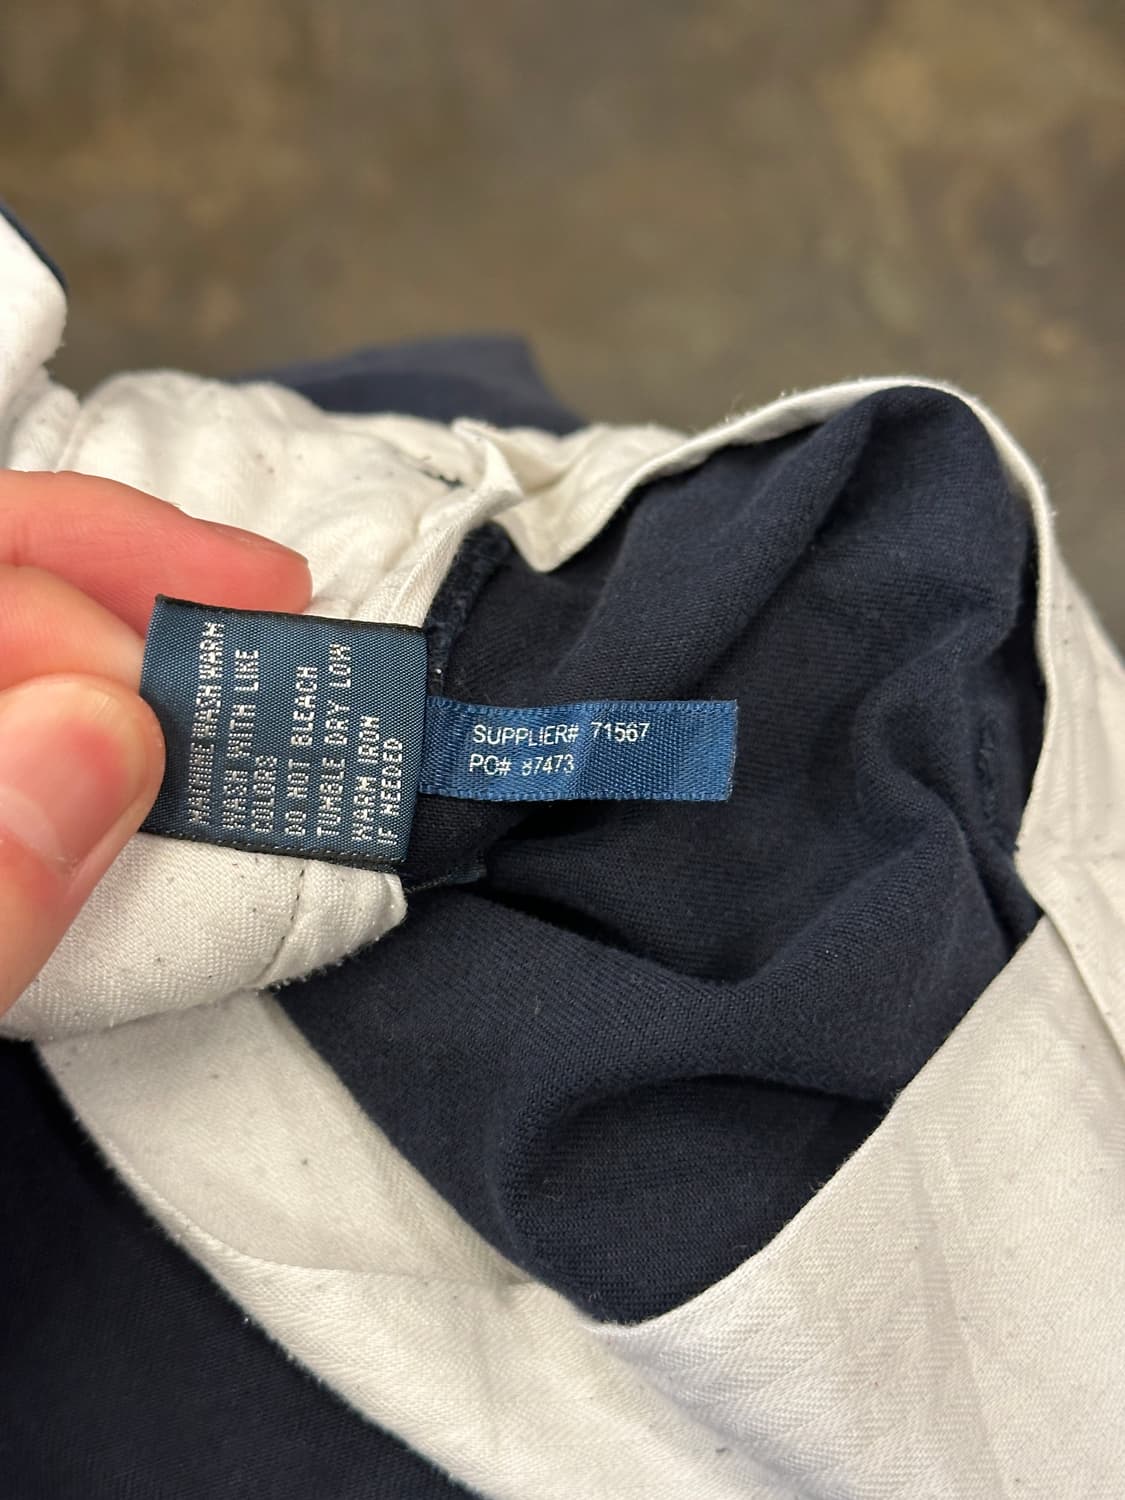 MACHINE WASH WARM
WASH WITH LIKE
COLORS
DO NOT BLEACH
TUMBLE DRY LOW
WARM IRON
IF NEEDED
SUPPLIER# 71567
PO# 87473